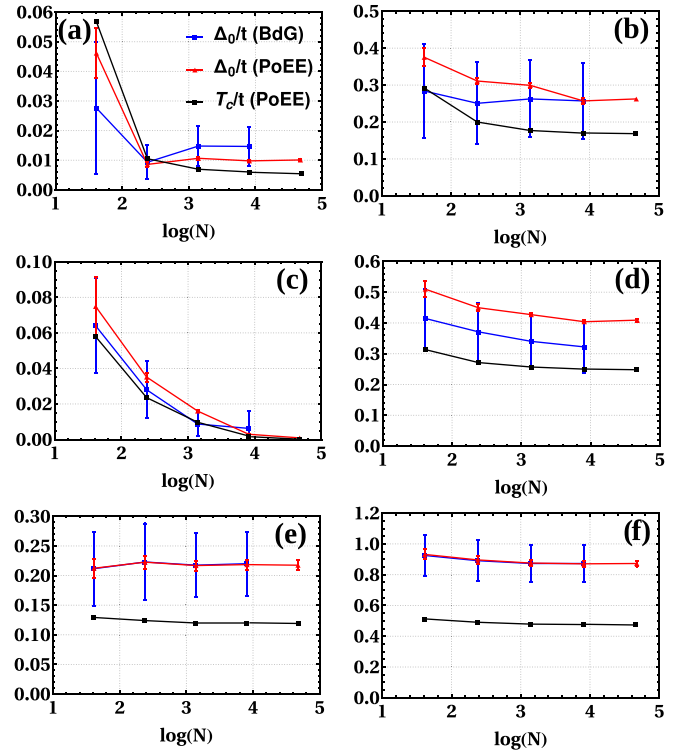 0.06
0.05
0.04
0.03
0.02
0.01
0.00
(a)
Δ₀/t (BdG)
Δ₀/t (PoEE)
T_c/t (PoEE)
1 2 3 4 5
log(N)
0.5
0.4
0.3
0.2
0.1
0.0
(b)
1 2 3 4 5
log(N)
0.10
0.08
0.06
0.04
0.02
0.00
(c)
1 2 3 4 5
log(N)
0.6
0.5
0.4
0.3
0.2
0.1
0.0
(d)
1 2 3 4 5
log(N)
0.30
0.25
0.20
0.15
0.10
0.05
0.00
(e)
1 2 3 4 5
log(N)
1.2
1.0
0.8
0.6
0.4
0.2
0.0
(f)
1 2 3 4 5
log(N)